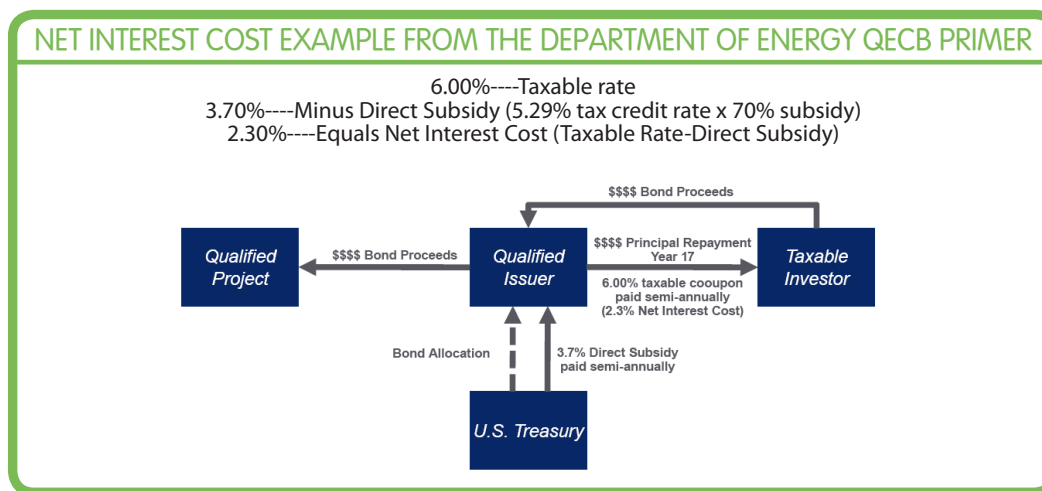 NET INTEREST COST EXAMPLE FROM THE DEPARTMENT OF ENERGY QECB PRIMER
6.00%----Taxable rate
3.70%----Minus Direct Subsidy (5.29% tax credit rate x 70% subsidy)
2.30%----Equals Net Interest Cost (Taxable Rate-Direct Subsidy)
$$$$ Bond Proceeds
Qualified
Project
$$$$ Bond Proceeds
Qualified
Issuer
$$$$ Principal Repayment
Year 17
6.00% taxable cooupon
paid semi-annually
(2.3% Net Interest Cost)
Taxable
Investor
Bond Allocation
3.7% Direct Subsidy
paid semi-annually
U.S. Treasury